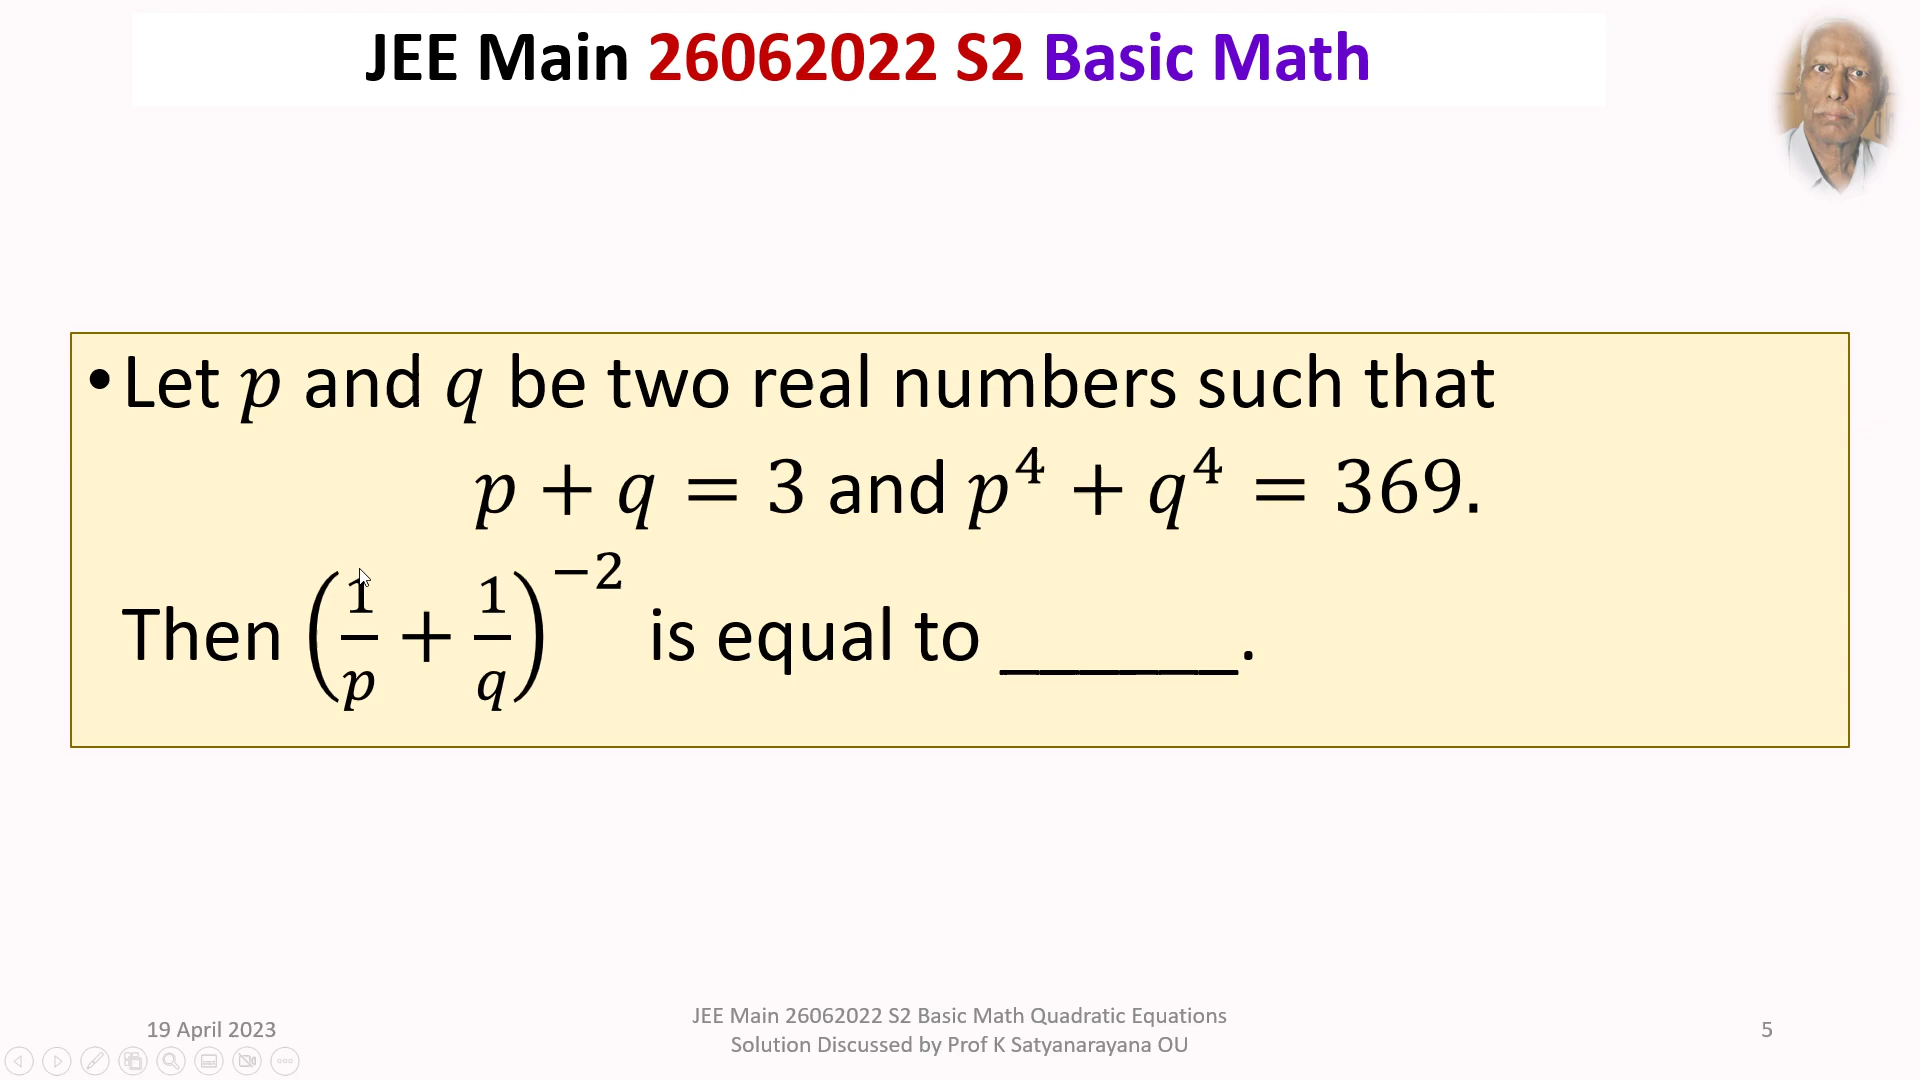 JEE Main 26062022 S2 Basic Math
•Let 𝑝 and 𝑞 be two real numbers such that
𝑝 + 𝑞 = 3 and 𝑝⁴ + 𝑞⁴ = 369.
Then (1/𝑝 + 1/𝑞)⁻² is equal to ______.
19 April 2023
JEE Main 26062022 S2 Basic Math Quadratic Equations
Solution Discussed by Prof K Satyanarayana OU
5